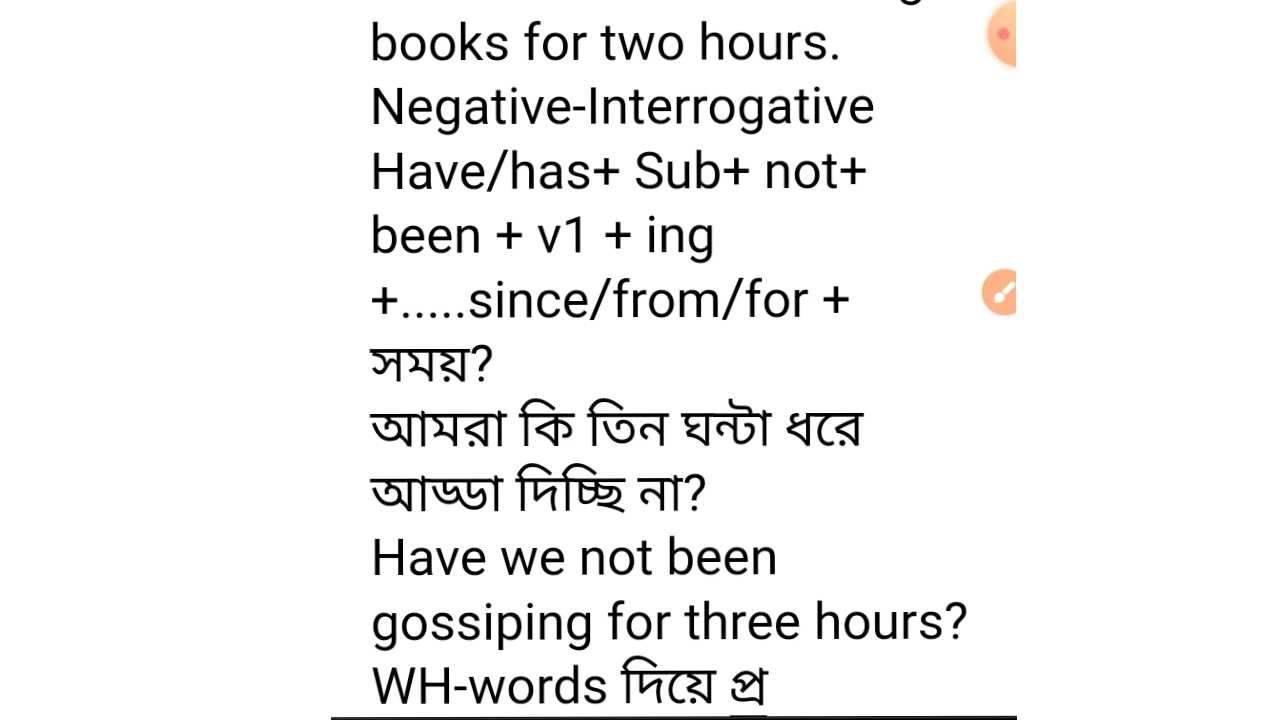 books for two hours.
Negative-Interrogative
Have/has+ Sub+ not+
been + v1 + ing
+.....since/from/for +
সময়?
আমরা কি তিন ঘন্টা ধরে
আড্ডা দিচ্ছি না?
Have we not been
gossiping for three hours?
WH-words দিয়ে